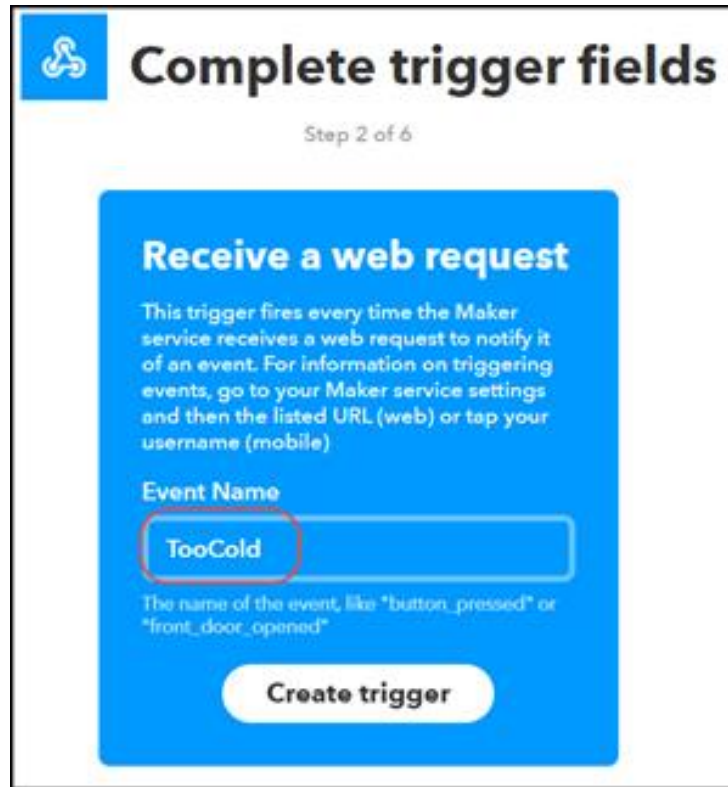 Complete trigger fields
Step 2 of 6
Receive a web request
This trigger fires every time the Maker
service receives a web request to notify it
of an event. For information on triggering
events, go to your Maker service settings
and then the listed URL (web) or tap your
username (mobile)
Event Name
TooCold
The name of the event, like "button_pressed" or
"front_door_opened"
Create trigger